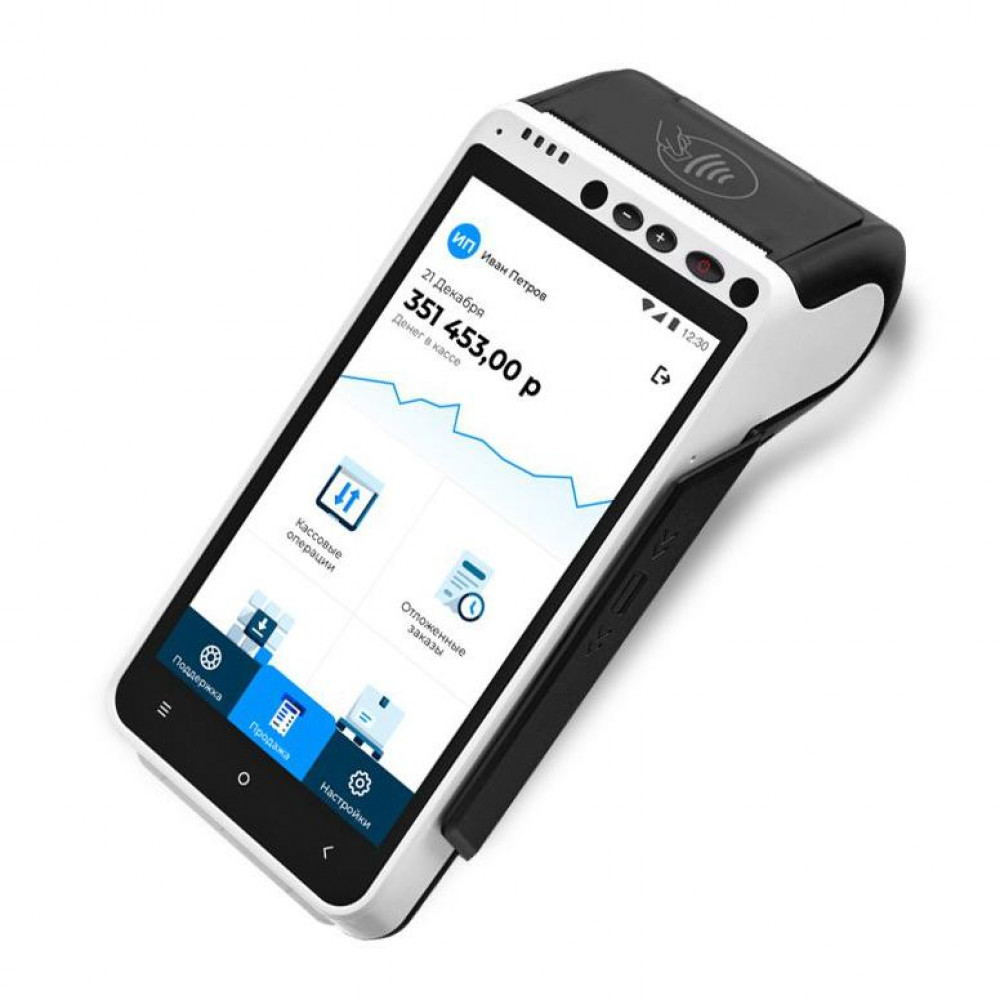 ИП
Иван Петров
12:30
21 Декабря
351 453,00 р
Денег в кассе
Кассовые
операции
Отложенные
заказы
Поддержка
Продажа
Настройки